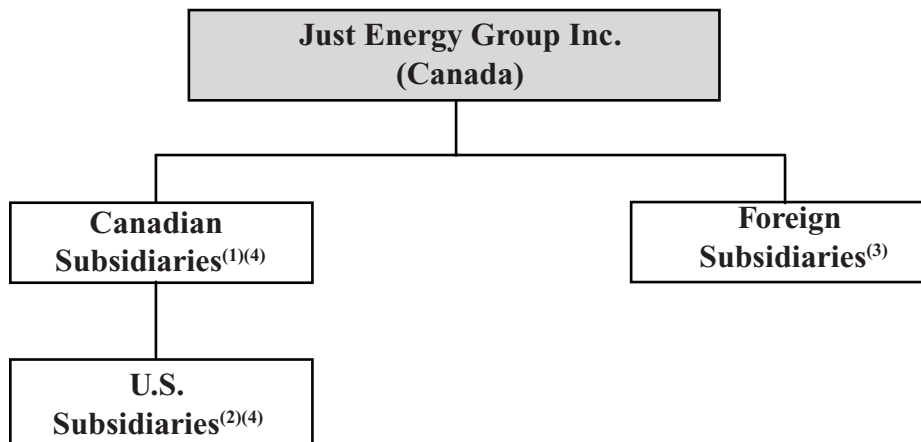 Just Energy Group Inc.
(Canada)
Canadian
Subsidiaries(1)(4)
Foreign
Subsidiaries(3)
U.S.
Subsidiaries(2)(4)